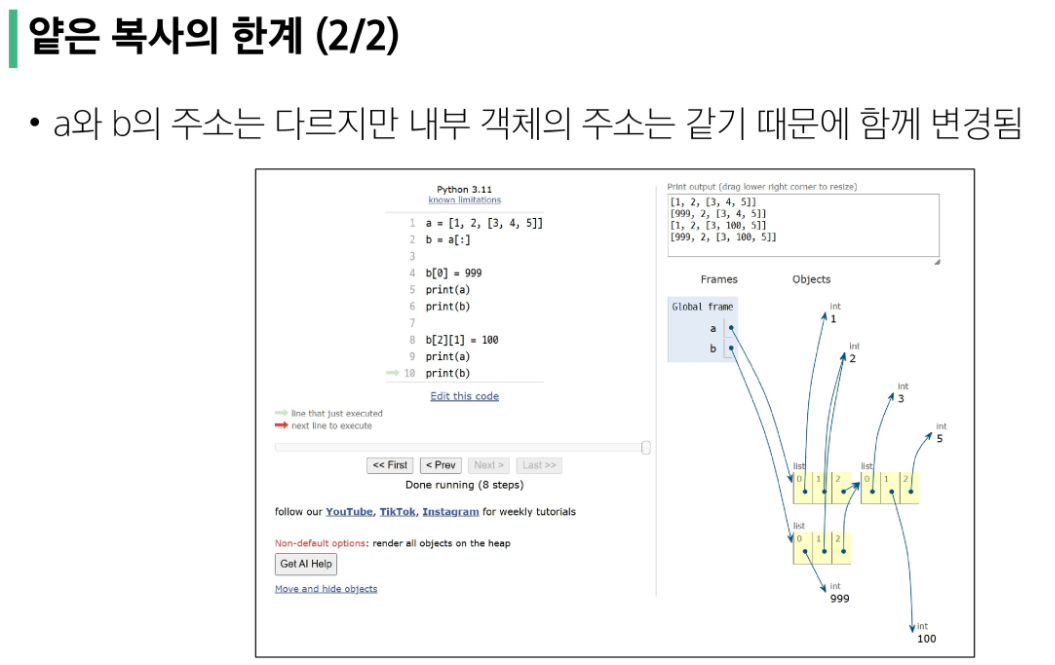 얕은 복사의 한계 (2/2)
• a와 b의 주소는 다르지만 내부 객체의 주소는 같기 때문에 함께 변경됨
Python 3.11
known limitations
1 a = [1, 2, [3, 4, 5]]
2 b = a[:]
3
4 b[0] = 999
5 print(a)
6 print(b)
7
8 b[2][1] = 100
9 print(a)
10 print(b)
Edit this code
line that just executed
next line to execute
<< First < Prev Next > Last >>
Done running (8 steps)
follow our YouTube, TikTok, Instagram for weekly tutorials
Non-default options: render all objects on the heap
Get AI Help
Move and hide objects
Print output (drag lower right corner to resize)
[1, 2, [3, 4, 5]]
[999, 2, [3, 4, 5]]
[1, 2, [3, 100, 5]]
[999, 2, [3, 100, 5]]
Frames Objects
Global frame
a
b
int
1
int
2
int
3
int
5
list
0 1 2
list
0 1 2
list
0 1 2
int
999
int
100